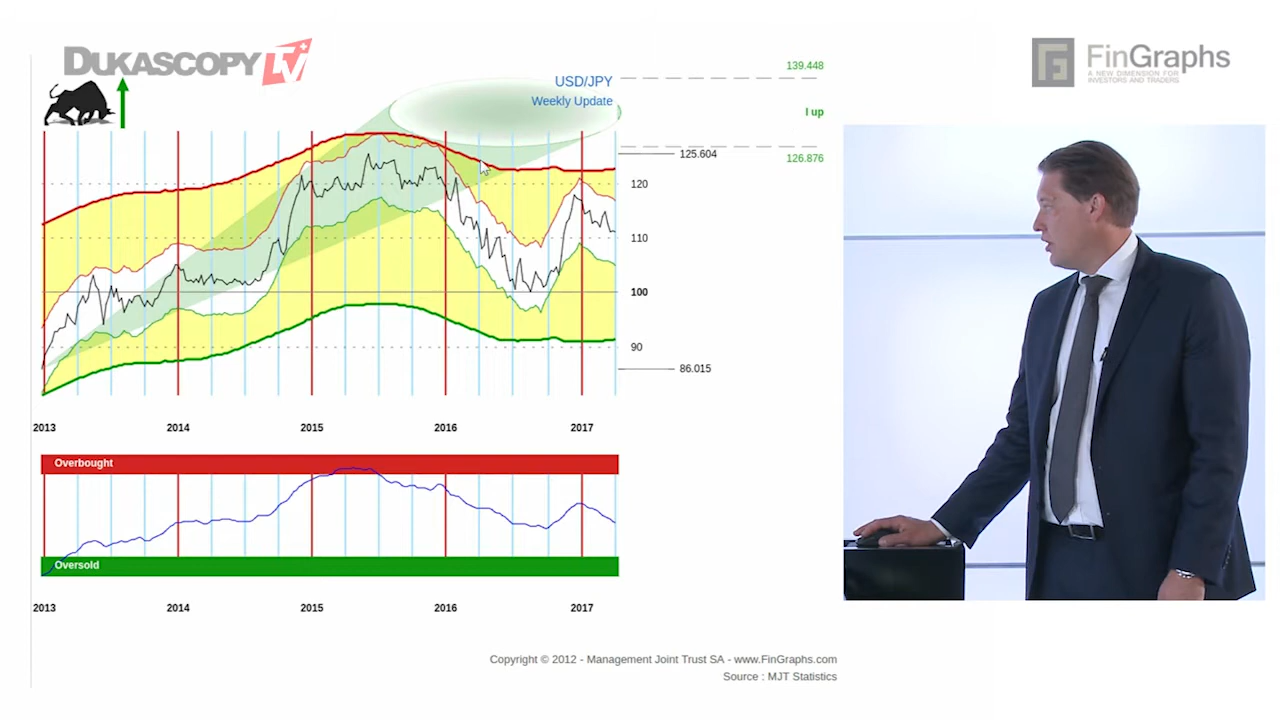 DUKASCOPY TV
FinGraphs
A NEW DIMENSION FOR
INVESTORS AND TRADERS
139.448
USD/JPY
Weekly Update
I up
125.604
126.876
120
110
100
90
86.015
2013 2014 2015 2016 2017
Overbought
Oversold
2013 2014 2015 2016 2017
Copyright © 2012 - Management Joint Trust SA - www.FinGraphs.com
Source : MJT Statistics